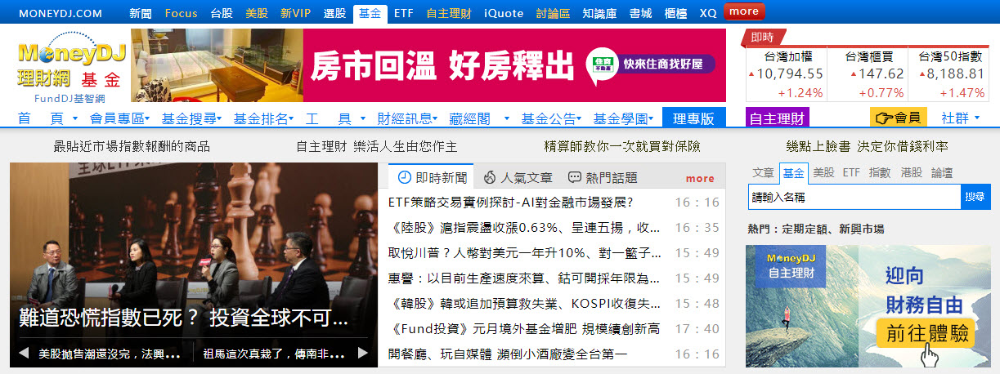 MONEYDJ.COM 新聞 Focus 台股 美股 新VIP 選股 基金 ETF 自主理財 iQuote 討論區 知識庫 書城 櫃檯 XQ more
MoneyDJ
理財網 基金
FundDJ基智網
房市回溫 好房釋出
住商
不動產
快來住商找好屋
即時
台灣加權 台灣櫃買 台灣50指數
▲10,794.55 ▲147.62 ▲8,188.81
+1.24% +0.77% +1.47%
首 頁 會員專區 基金搜尋 基金排名 工 具 財經訊息 藏經閣 基金公告 基金學園 理專版 自主理財 會員 社群
最貼近市場指數報酬的商品 自主理財 樂活人生由您作主 精算師教你一次就買對保險 幾點上臉書 決定你借錢利率
全球ETF
難道恐慌指數已死？ 投資全球不可...
美股拋售潮還沒完，法興... 祖馬這次真栽了，傳南非...
即時新聞 人氣文章 熱門話題 more
ETF策略交易實例探討-AI對金融市場發展? 16：16
《陸股》滬指震盪收漲0.63%、呈連五揚，收... 16：35
取悅川普？人幣對美元一年升10%、對一籃子... 15：49
惠譽：以目前生產速度來算、鈷可開採年限為... 15：49
《韓股》韓或追加預算救失業、KOSPI收復失... 15：48
《Fund投資》元月境外基金增肥 規模續創新高 17：40
開餐廳、玩自媒體 瀕倒小酒廠變全台第一 16：16
文章 基金 美股 ETF 指數 港股 論壇
請輸入名稱 搜尋
熱門：定期定額、新興市場
MoneyDJ
自主理財
迎向
財務自由
前往體驗